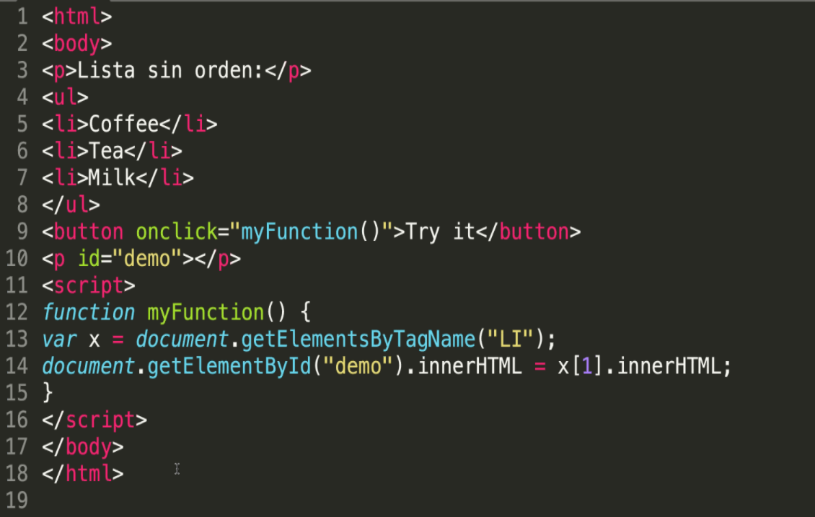 1 <html>
2 <body>
3 <p>Lista sin orden:</p>
4 <ul>
5 <li>Coffee</li>
6 <li>Tea</li>
7 <li>Milk</li>
8 </ul>
9 <button onclick="myFunction()">Try it</button>
10 <p id="demo"></p>
11 <script>
12 function myFunction() {
13 var x = document.getElementsByTagName("LI");
14 document.getElementById("demo").innerHTML = x[1].innerHTML;
15 }
16 </script>
17 </body>
18 </html>
19